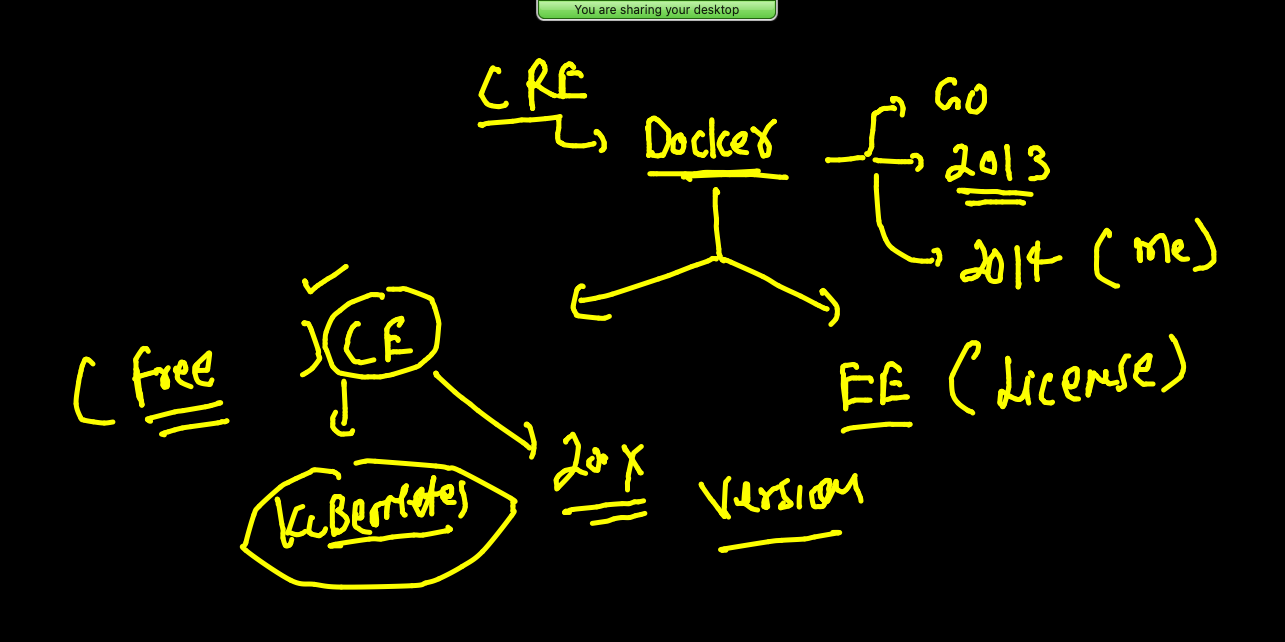 You are sharing your desktop
CRE
Docker
GO
2013
2014 (me)
(Free) CE
EE (License)
20.X Version
KuBernetes